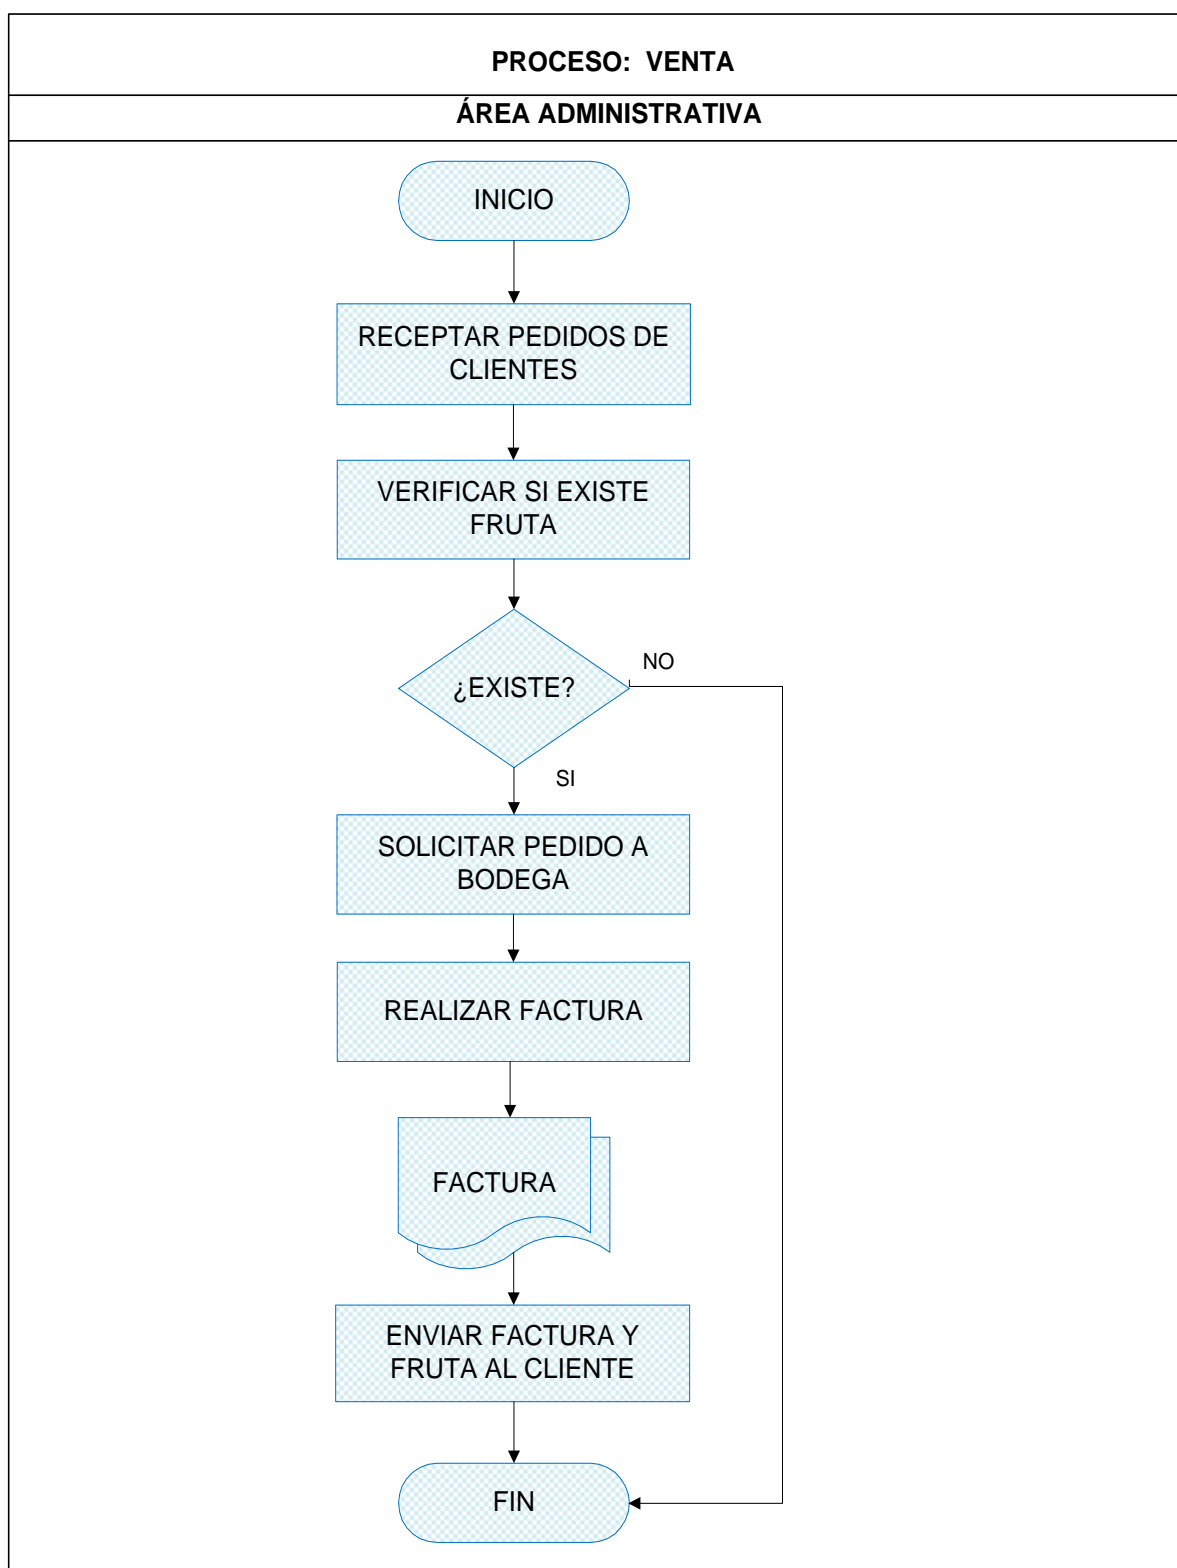 PROCESO:  VENTA
ÁREA ADMINISTRATIVA
INICIO
RECEPTAR PEDIDOS DE
CLIENTES
VERIFICAR SI EXISTE
FRUTA
¿EXISTE?
NO
SI
SOLICITAR PEDIDO A
BODEGA
REALIZAR FACTURA
FACTURA
ENVIAR FACTURA Y
FRUTA AL CLIENTE
FIN